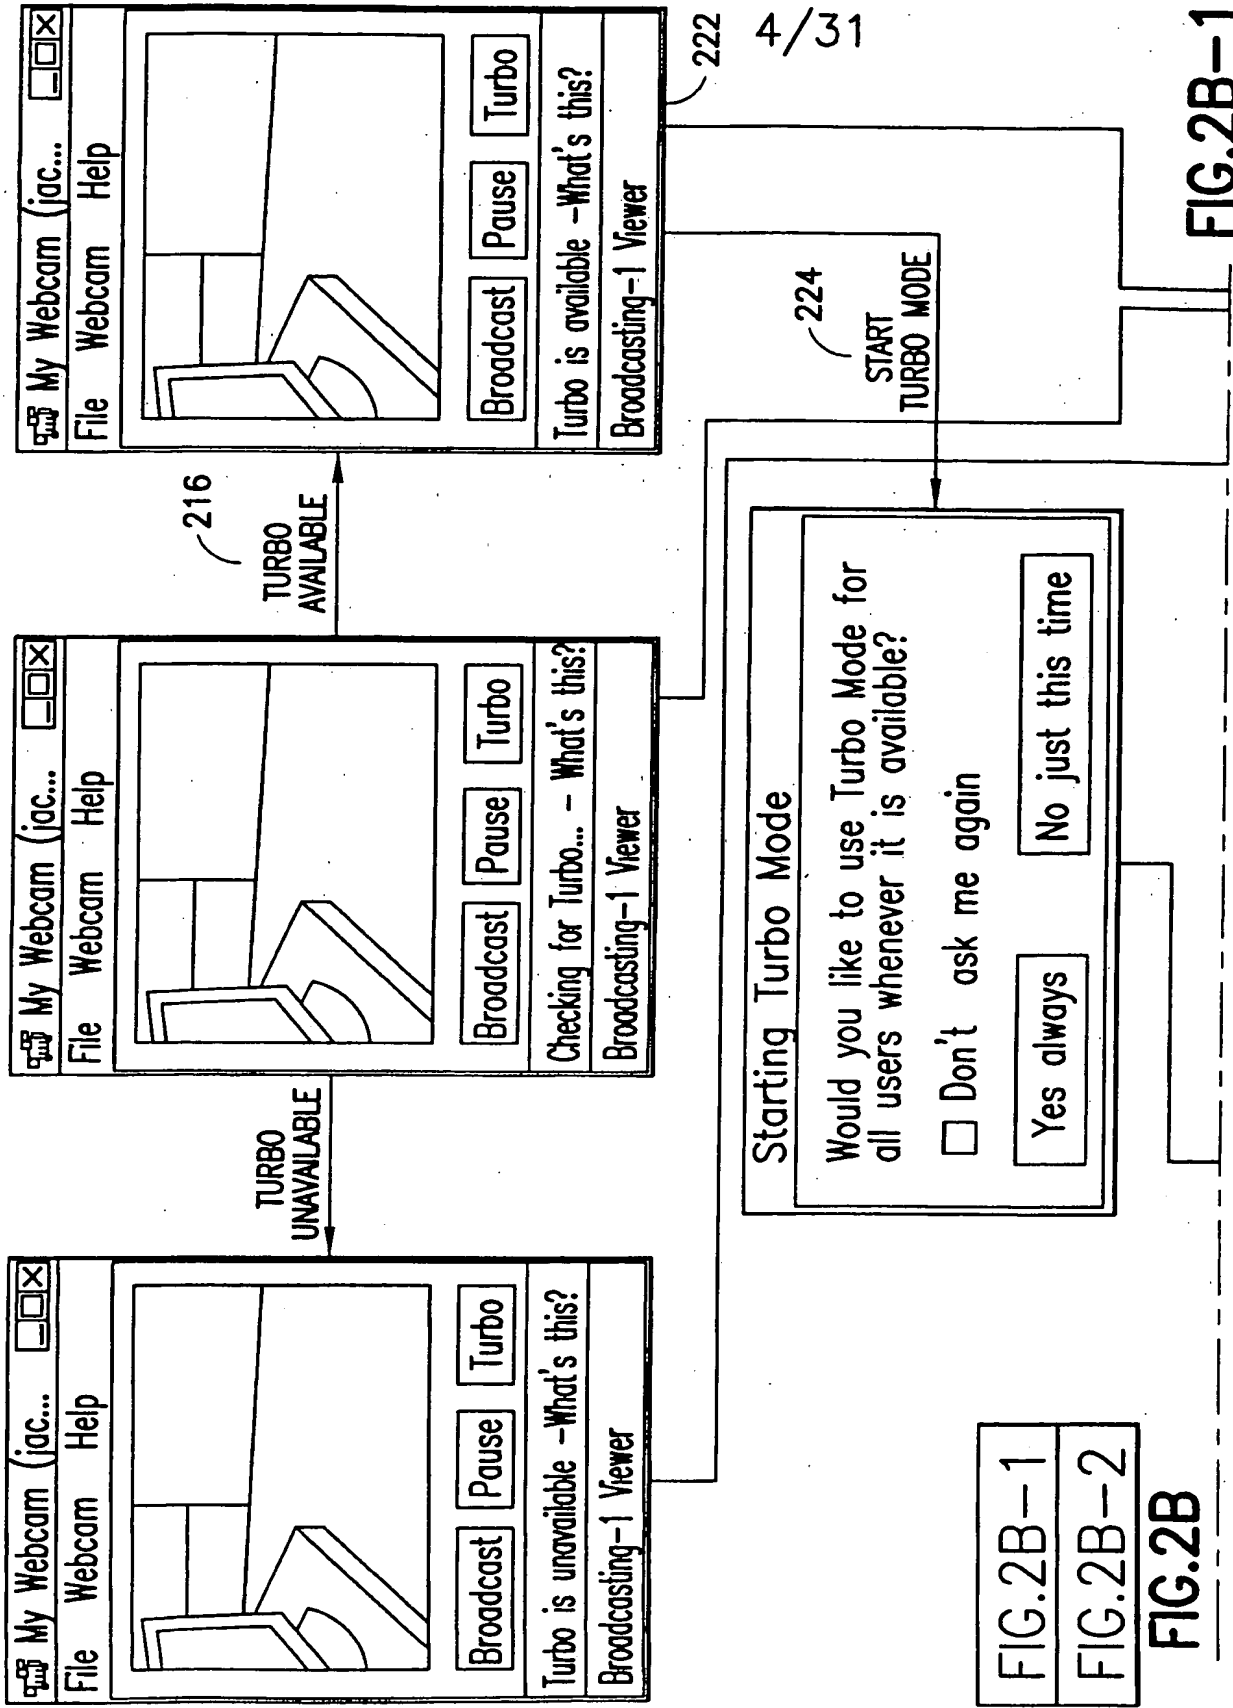 4/31
My Webcam (jac...
File Webcam Help
Broadcast Pause Turbo
Turbo is unavailable -What's this?
Broadcasting-1 Viewer
TURBO
UNAVAILABLE
My Webcam (jac...
File Webcam Help
Broadcast Pause Turbo
Checking for Turbo... - What's this?
Broadcasting-1 Viewer
216
TURBO
AVAILABLE
My Webcam (jac...
File Webcam Help
Broadcast Pause Turbo
Turbo is available -What's this?
Broadcasting-1 Viewer
222
224
START
TURBO MODE
Starting Turbo Mode
Would you like to use Turbo Mode for
all users whenever it is available?
Don't ask me again
Yes always No just this time
FIG.2B-1
FIG.2B-2
FIG.2B
FIG.2B-1